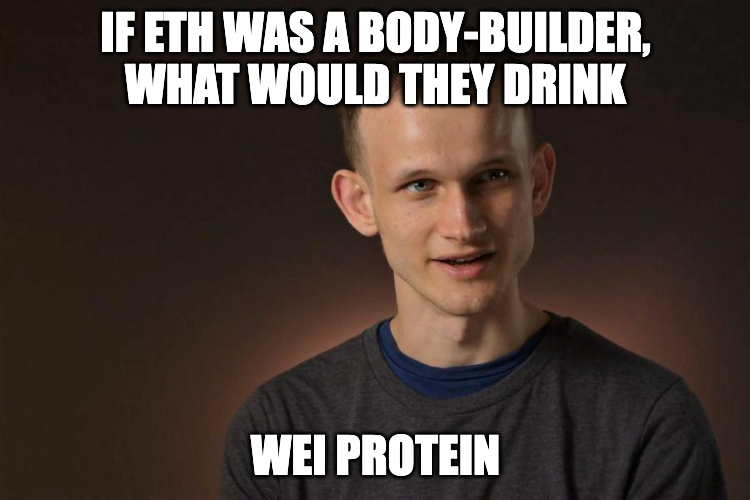 IF ETH WAS A BODY-BUILDER,
WHAT WOULD THEY DRINK
WEI PROTEIN